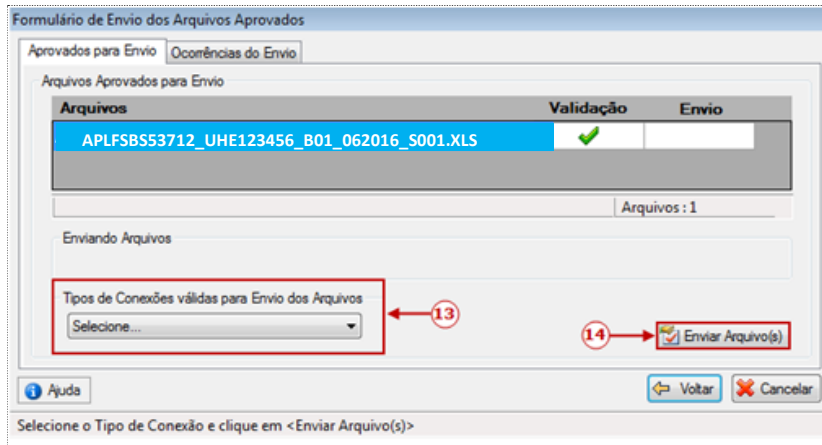 Formulário de Envio dos Arquivos Aprovados
Aprovados para Envio Ocorrências do Envio
Arquivos Aprovados para Envio
Arquivos Validação Envio
APLFSBS53712_UHE123456_B01_062016_S001.XLS
Arquivos : 1
Enviando Arquivos
Tipos de Conexões válidas para Envio dos Arquivos
Selecione...
13
14
Enviar Arquivo(s)
Ajuda
Voltar
Cancelar
Selecione o Tipo de Conexão e clique em <Enviar Arquivo(s)>